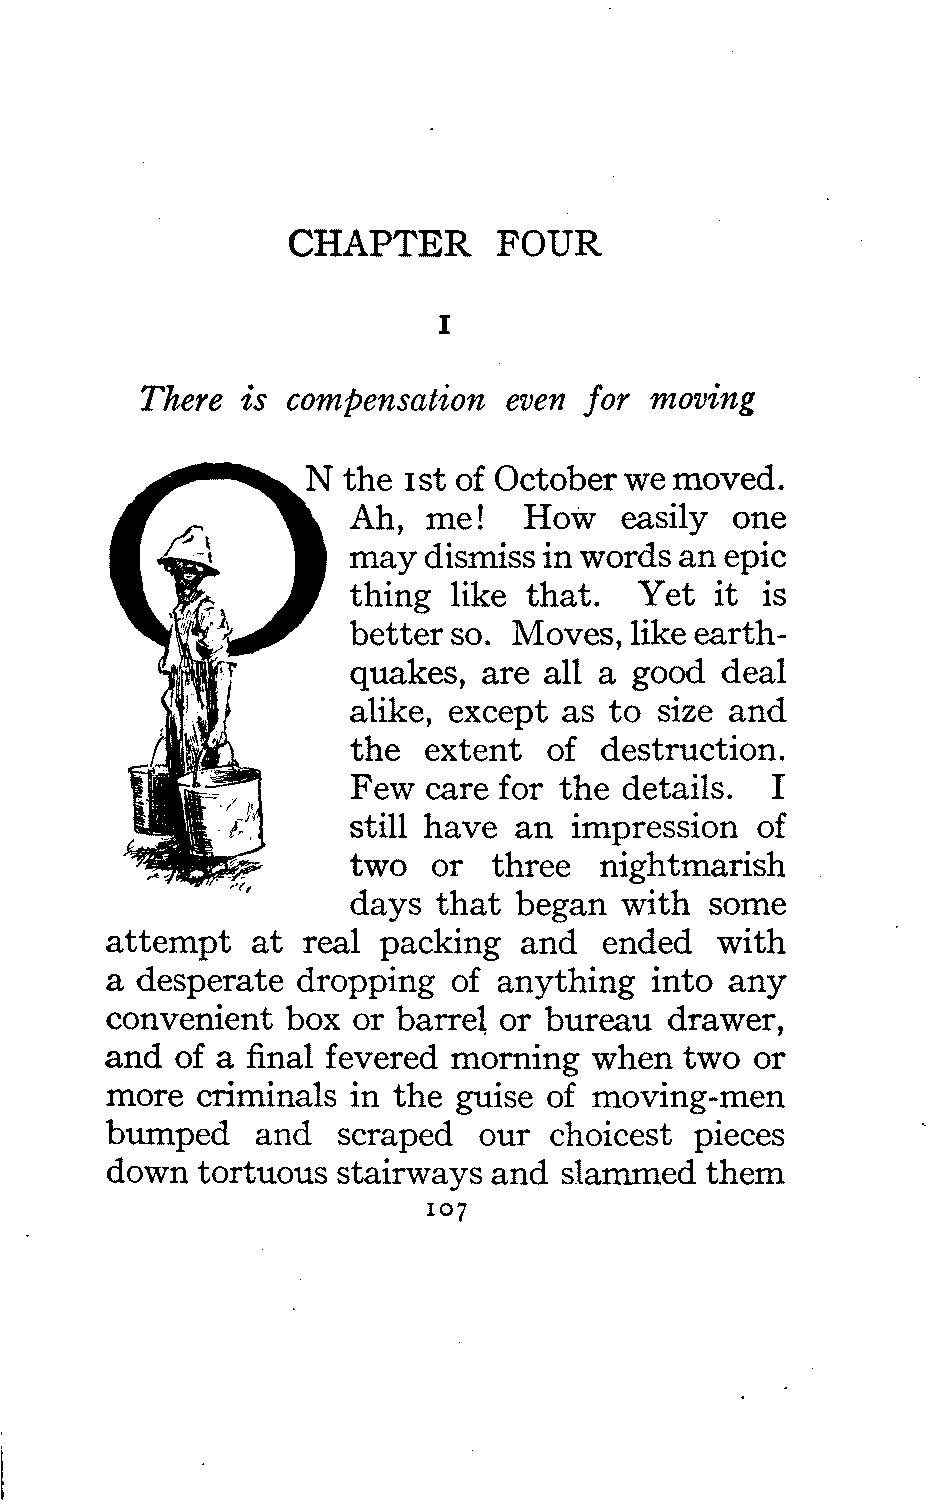 CHAPTER FOUR
I
There is compensation even for moving
ON the 1st of October we moved.
Ah, me! How easily one
may dismiss in words an epic
thing like that. Yet it is
better so. Moves, like earth-
quakes, are all a good deal
alike, except as to size and
the extent of destruction.
Few care for the details. I
still have an impression of
two or three nightmarish
days that began with some
attempt at real packing and ended with
a desperate dropping of anything into any
convenient box or barrel or bureau drawer,
and of a final fevered morning when two or
more criminals in the guise of moving-men
bumped and scraped our choicest pieces
down tortuous stairways and slammed them
107